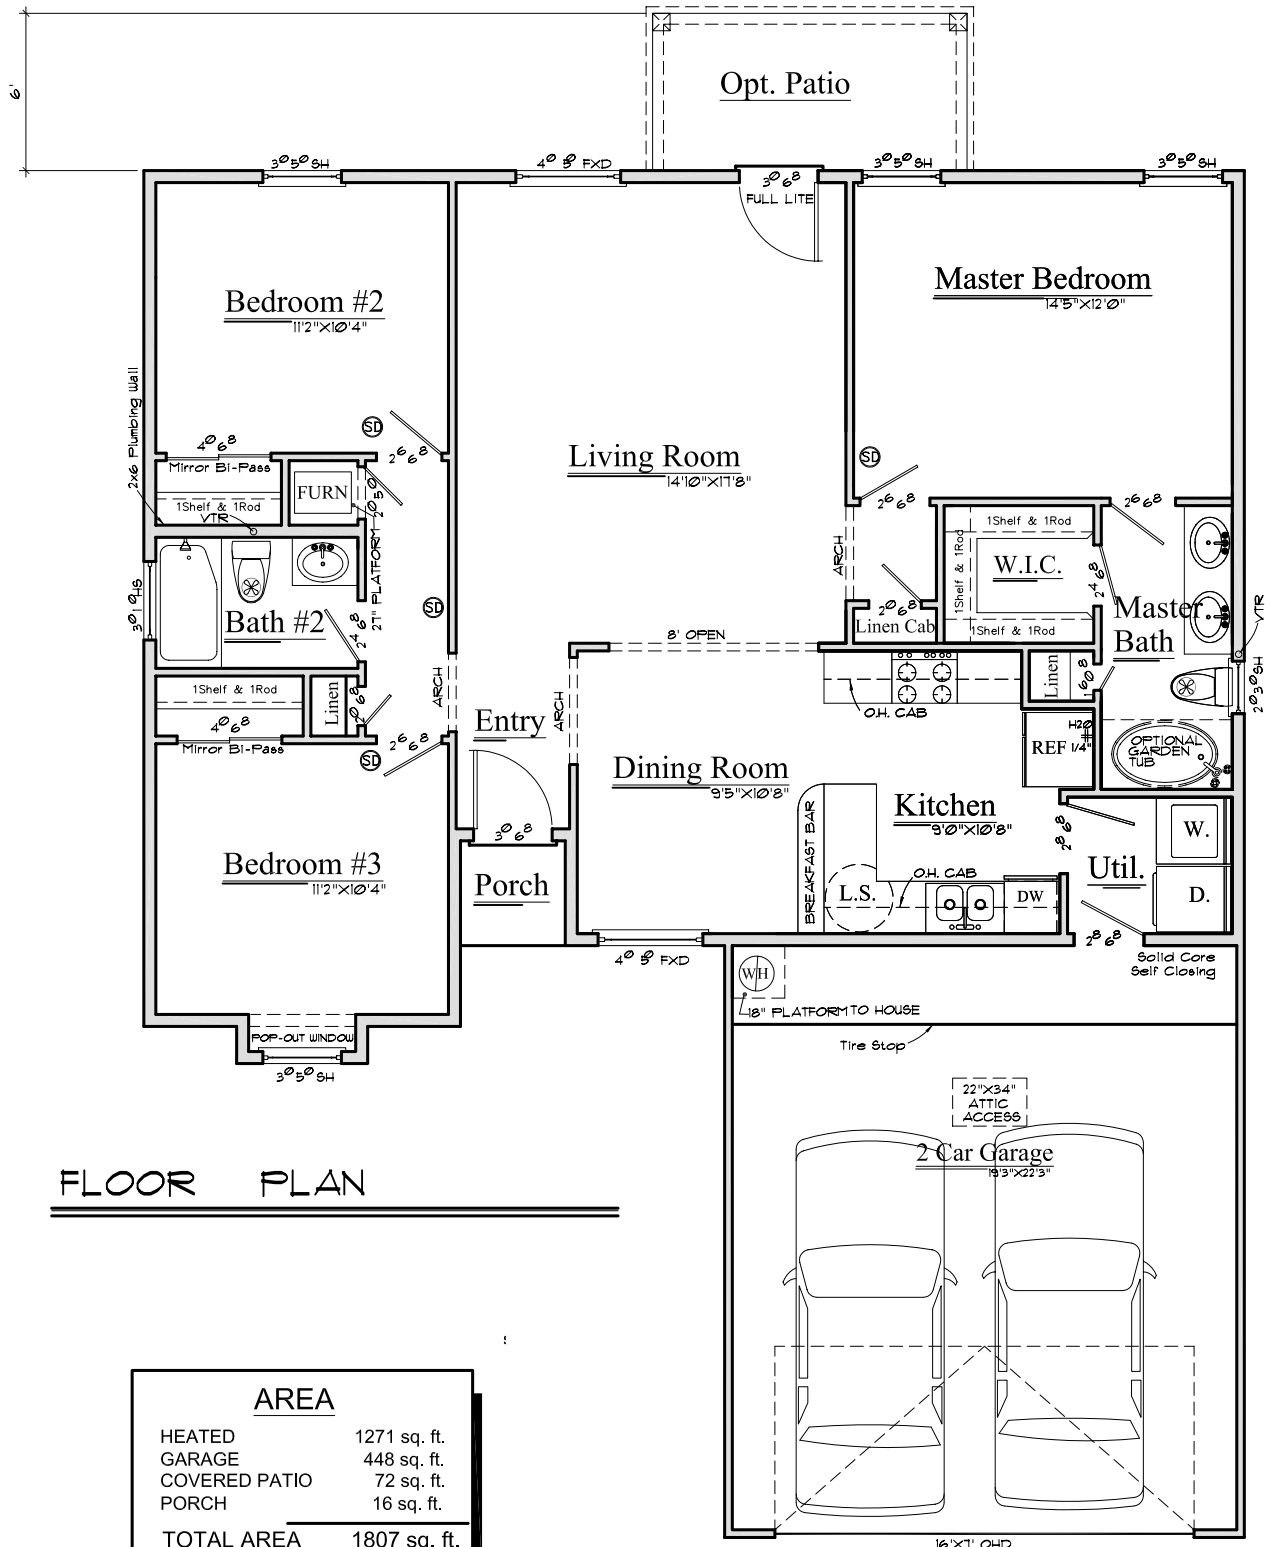 6'
Opt. Patio
3⁰5⁰SH
4⁰5⁰ FXD
3⁰6⁸
FULL LITE
3⁰5⁰SH
3⁰5⁰SH
Bedroom #2
11'2"X10'4"
Master Bedroom
14'5"X12'0"
2x6 Plumbing Wall
SD
4⁰6⁸
Mirror Bi-Pass
2⁶6⁸
Living Room
14'10"X17'8"
SD
2⁶6⁸
2⁶6⁸
FURN
2⁰5⁰
1Shelf & 1Rod
VTR
27" PLATFORM
1Shelf & 1Rod
1Shelf & 1Rod
W.I.C.
2⁴6⁸
1Shelf & 1Rod
ARCH
3⁰1⁰HS
Bath #2
2⁴6⁸
SD
2⁰6⁸
Linen Cab
Master
Bath
VTR
8' OPEN
1Shelf & 1Rod
4⁰6⁸
Mirror Bi-Pass
Linen
2⁰6⁸
ARCH
Entry
ARCH
O.H. CAB
Linen
1⁶0⁸
2⁰3⁰SH
2⁶6⁸
SD
H20
1/4"
REF
OPTIONAL
GARDEN
TUB
Dining Room
9'5"X10'8"
Kitchen
9'0"X10'8"
2⁸6⁸
W.
3⁰6⁸
Bedroom #3
11'2"X10'4"
Porch
BREAKFAST BAR
L.S.
O.H. CAB
DW
Util.
D.
4⁰5⁰ FXD
2⁸6⁸
Solid Core
Self Closing
WH
18" PLATFORM TO HOUSE
POP-OUT WINDOW
3⁰5⁰SH
Tire Stop
22"X34"
ATTIC
ACCESS
2 Car Garage
19'3"X22'3"
FLOOR PLAN
AREA
HEATED 1271 sq. ft.
GARAGE 448 sq. ft.
COVERED PATIO 72 sq. ft.
PORCH 16 sq. ft.
TOTAL AREA 1807 sq. ft.
16'X7' OHD